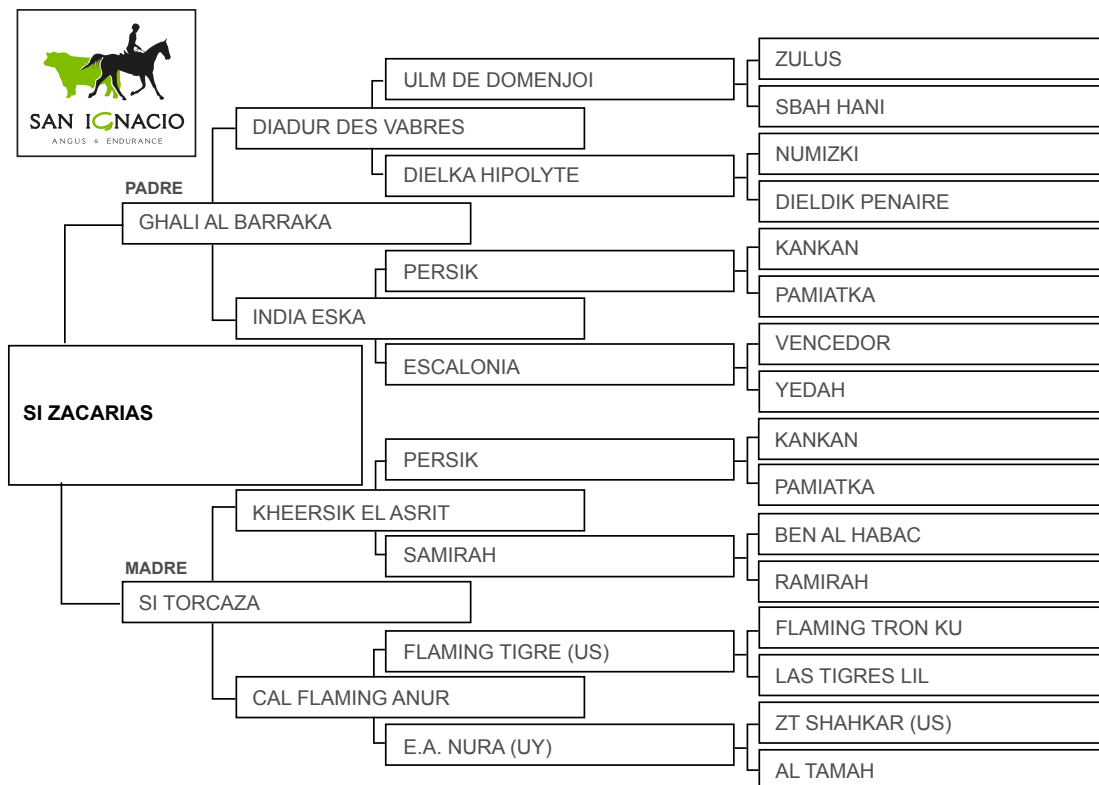 SAN IGNACIO
ANGUS & ENDURANCE
ZULUS
ULM DE DOMENJOI
SBAH HANI
DIADUR DES VABRES
NUMIZKI
DIELKA HIPOLYTE
DIELDIK PENAIRE
PADRE
GHALI AL BARRAKA
KANKAN
PERSIK
PAMIATKA
INDIA ESKA
VENCEDOR
ESCALONIA
YEDAH
SI ZACARIAS
KANKAN
PERSIK
PAMIATKA
KHEERSIK EL ASRIT
BEN AL HABAC
SAMIRAH
RAMIRAH
MADRE
SI TORCAZA
FLAMING TRON KU
FLAMING TIGRE (US)
LAS TIGRES LIL
CAL FLAMING ANUR
ZT SHAHKAR (US)
E.A. NURA (UY)
AL TAMAH